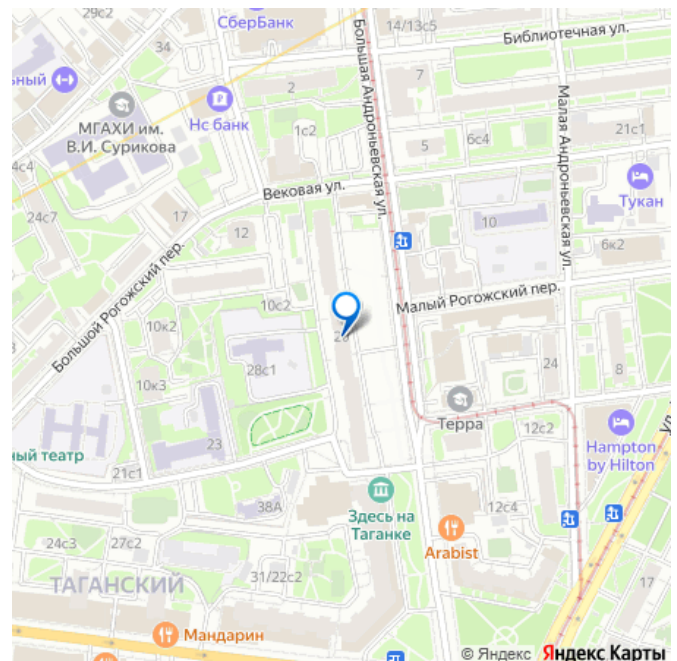 29с2
СберБанк
14/13с5
Библиотечная ул.
34
льный
2
7
Большая Андроньевская ул.
Малая Андроньевская ул.
МГАХИ им.
В.И. Сурикова
Нс банк
1с2
5
6с4
21с1
4с4
Вековая ул.
Тукан
24с7
17
12
10
6к2
Большой Рогожский пер.
10с2
Малый Рогожский пер.
10к2
28с1
24
8
10к3
Терра
23
12с2
Hampton
by Hilton
ный театр
21с1
38А
Здесь на
Таганке
12с4
Arabist
24с3
27с2
31/22с2
17
ТАГАНСКИЙ
Мандарин
© Яндекс Яндекс Карты